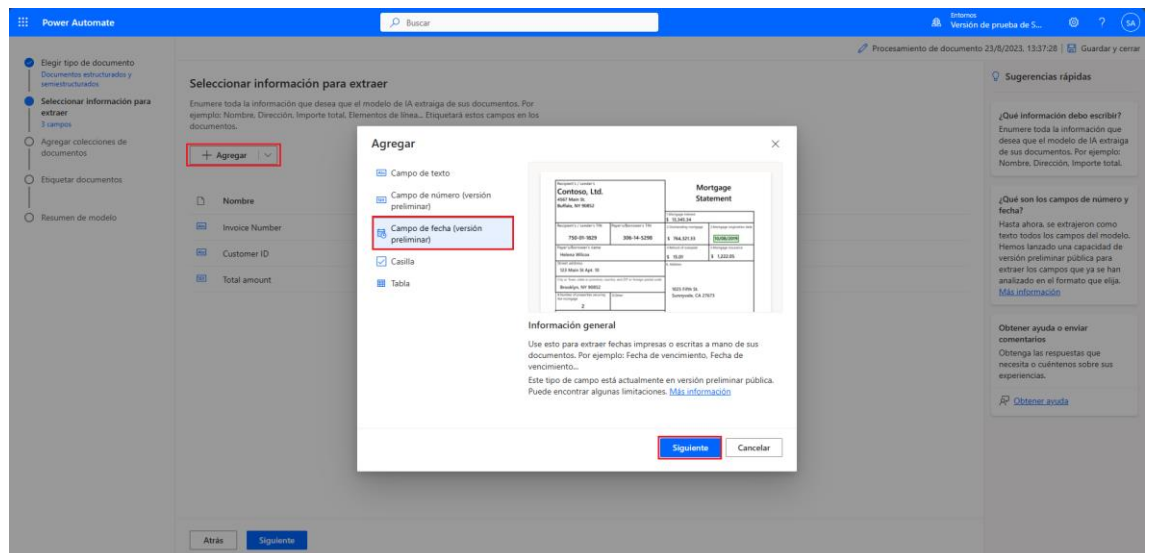 Power Automate
Buscar
Entornos
Versión de prueba de S...
?
SA
Procesamiento de documento 23/8/2023, 13:37:28
Guardar y cerrar
Elegir tipo de documento
Documentos estructurados y
semiestructurados
Seleccionar información para
extraer
3 campos
Agregar colecciones de
documentos
Etiquetar documentos
Resumen de modelo
Seleccionar información para extraer
Enumere toda la información que desea que el modelo de IA extraiga de sus documentos. Por
ejemplo: Nombre, Dirección, Importe total, Elementos de línea... Etiquetará estos campos en los
documentos.
Agregar
Nombre
Invoice Number
Customer ID
Total amount
Atrás
Siguiente
Agregar
Campo de texto
Campo de número (versión
preliminar)
Campo de fecha (versión
preliminar)
Casilla
Tabla
Contoso, Ltd.
4567 Main St.
Buffalo, NY 98052
Mortgage
Statement
Información general
Use esto para extraer fechas impresas o escritas a mano de sus
documentos. Por ejemplo: Fecha de vencimiento, Fecha de
vencimiento...
Este tipo de campo está actualmente en versión preliminar pública.
Puede encontrar algunas limitaciones. Más información
Siguiente
Cancelar
Sugerencias rápidas
¿Qué información debo escribir?
Enumere toda la información que
desea que el modelo de IA extraiga
de sus documentos. Por ejemplo:
Nombre, Dirección, Importe total.
¿Qué son los campos de número y
fecha?
Hasta ahora, se extrajeron como
texto todos los campos del modelo.
Hemos lanzado una capacidad de
versión preliminar pública para
extraer los campos que ya se han
analizado en el formato que elija.
Más información
Obtener ayuda o enviar
comentarios
Obtenga las respuestas que
necesita o cuéntenos sobre sus
experiencias.
Obtener ayuda